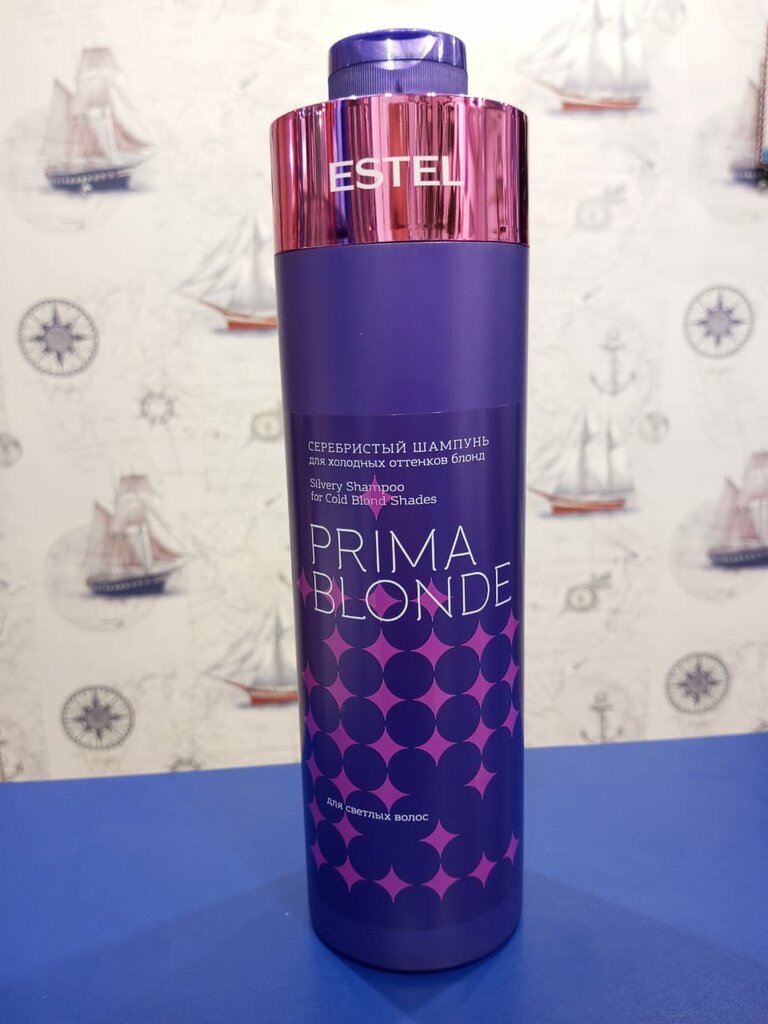 ESTEL
СЕРЕБРИСТЫЙ ШАМПУНЬ
для холодных оттенков блонд
Silvery Shampoo
for Cold Blond Shades
PRIMA
BLONDE
для светлых волос